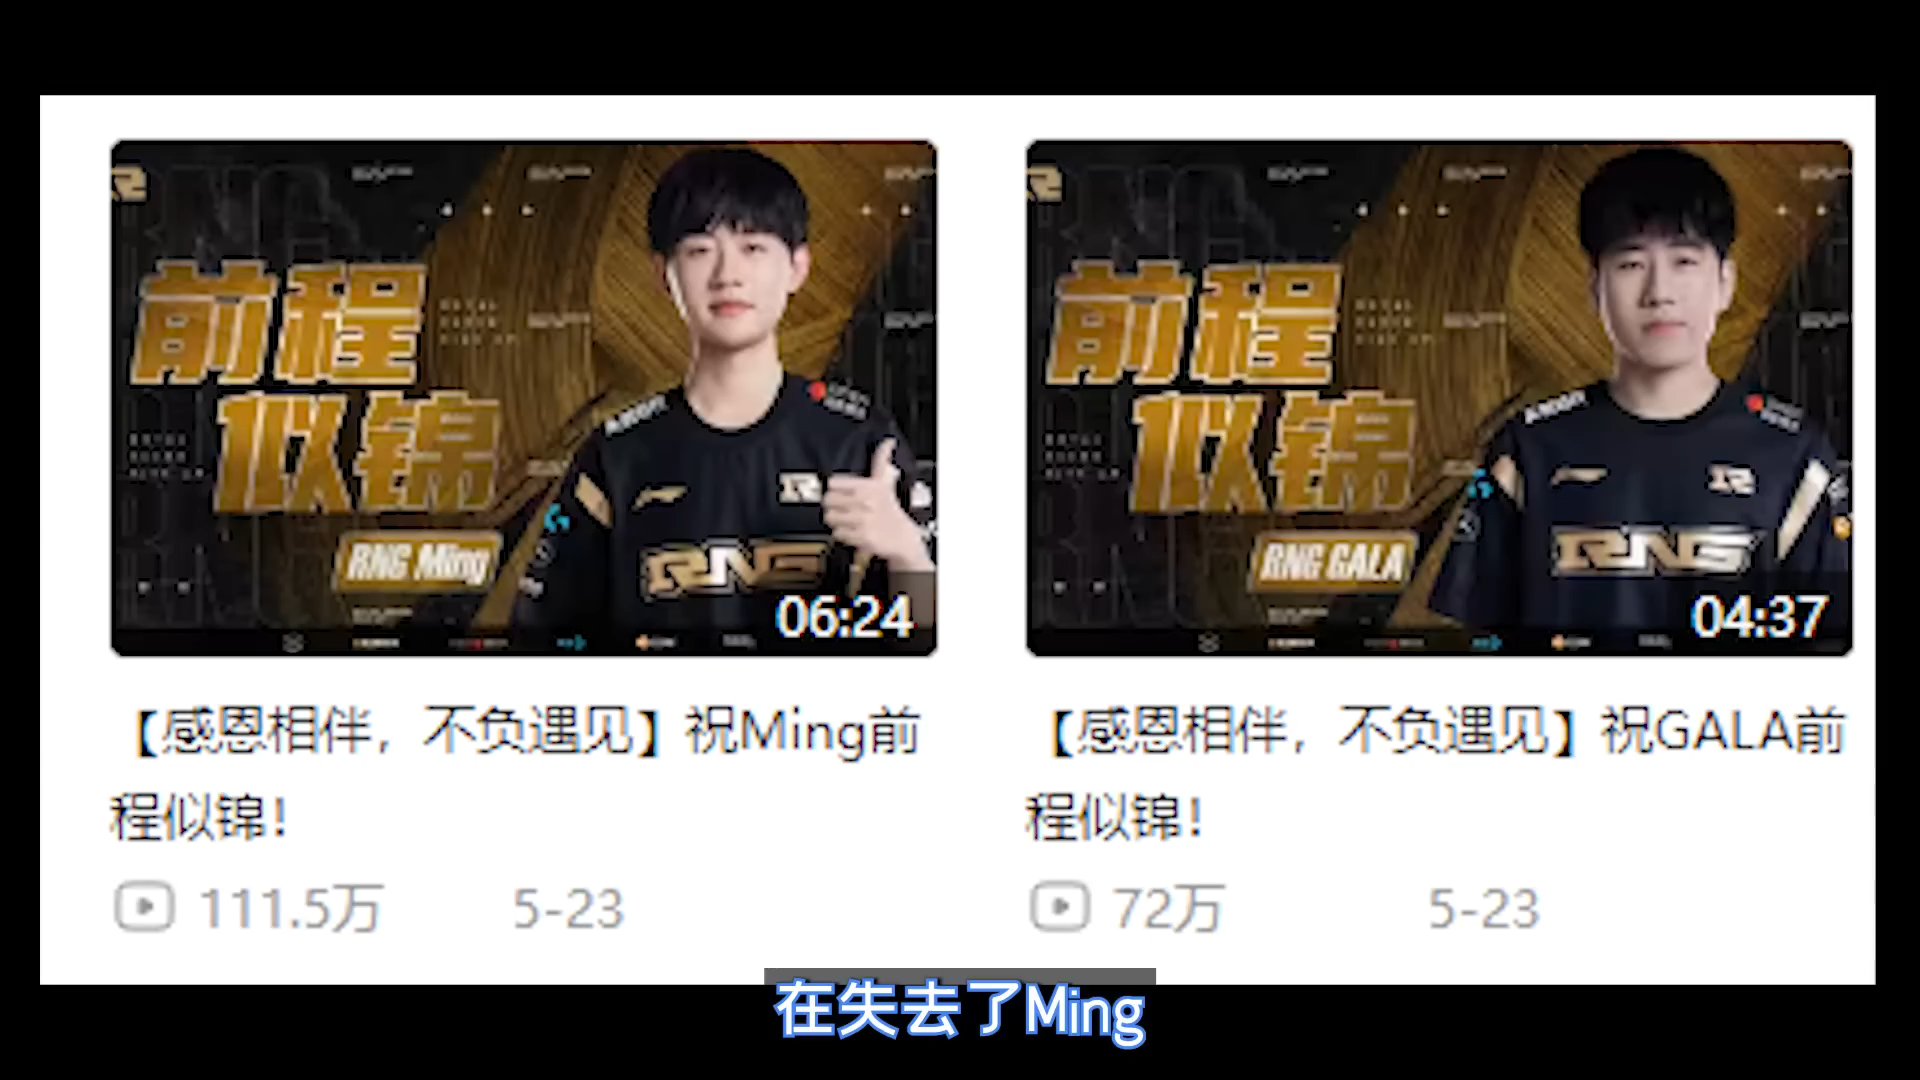 前程
似锦
RNG Ming
RNG
06:24
前程
似锦
RNG GALA
RNG
04:37
【感恩相伴，不负遇见】祝Ming前
程似锦！
111.5万 5-23
【感恩相伴，不负遇见】祝GALA前
程似锦！
72万 5-23
在失去了Ming